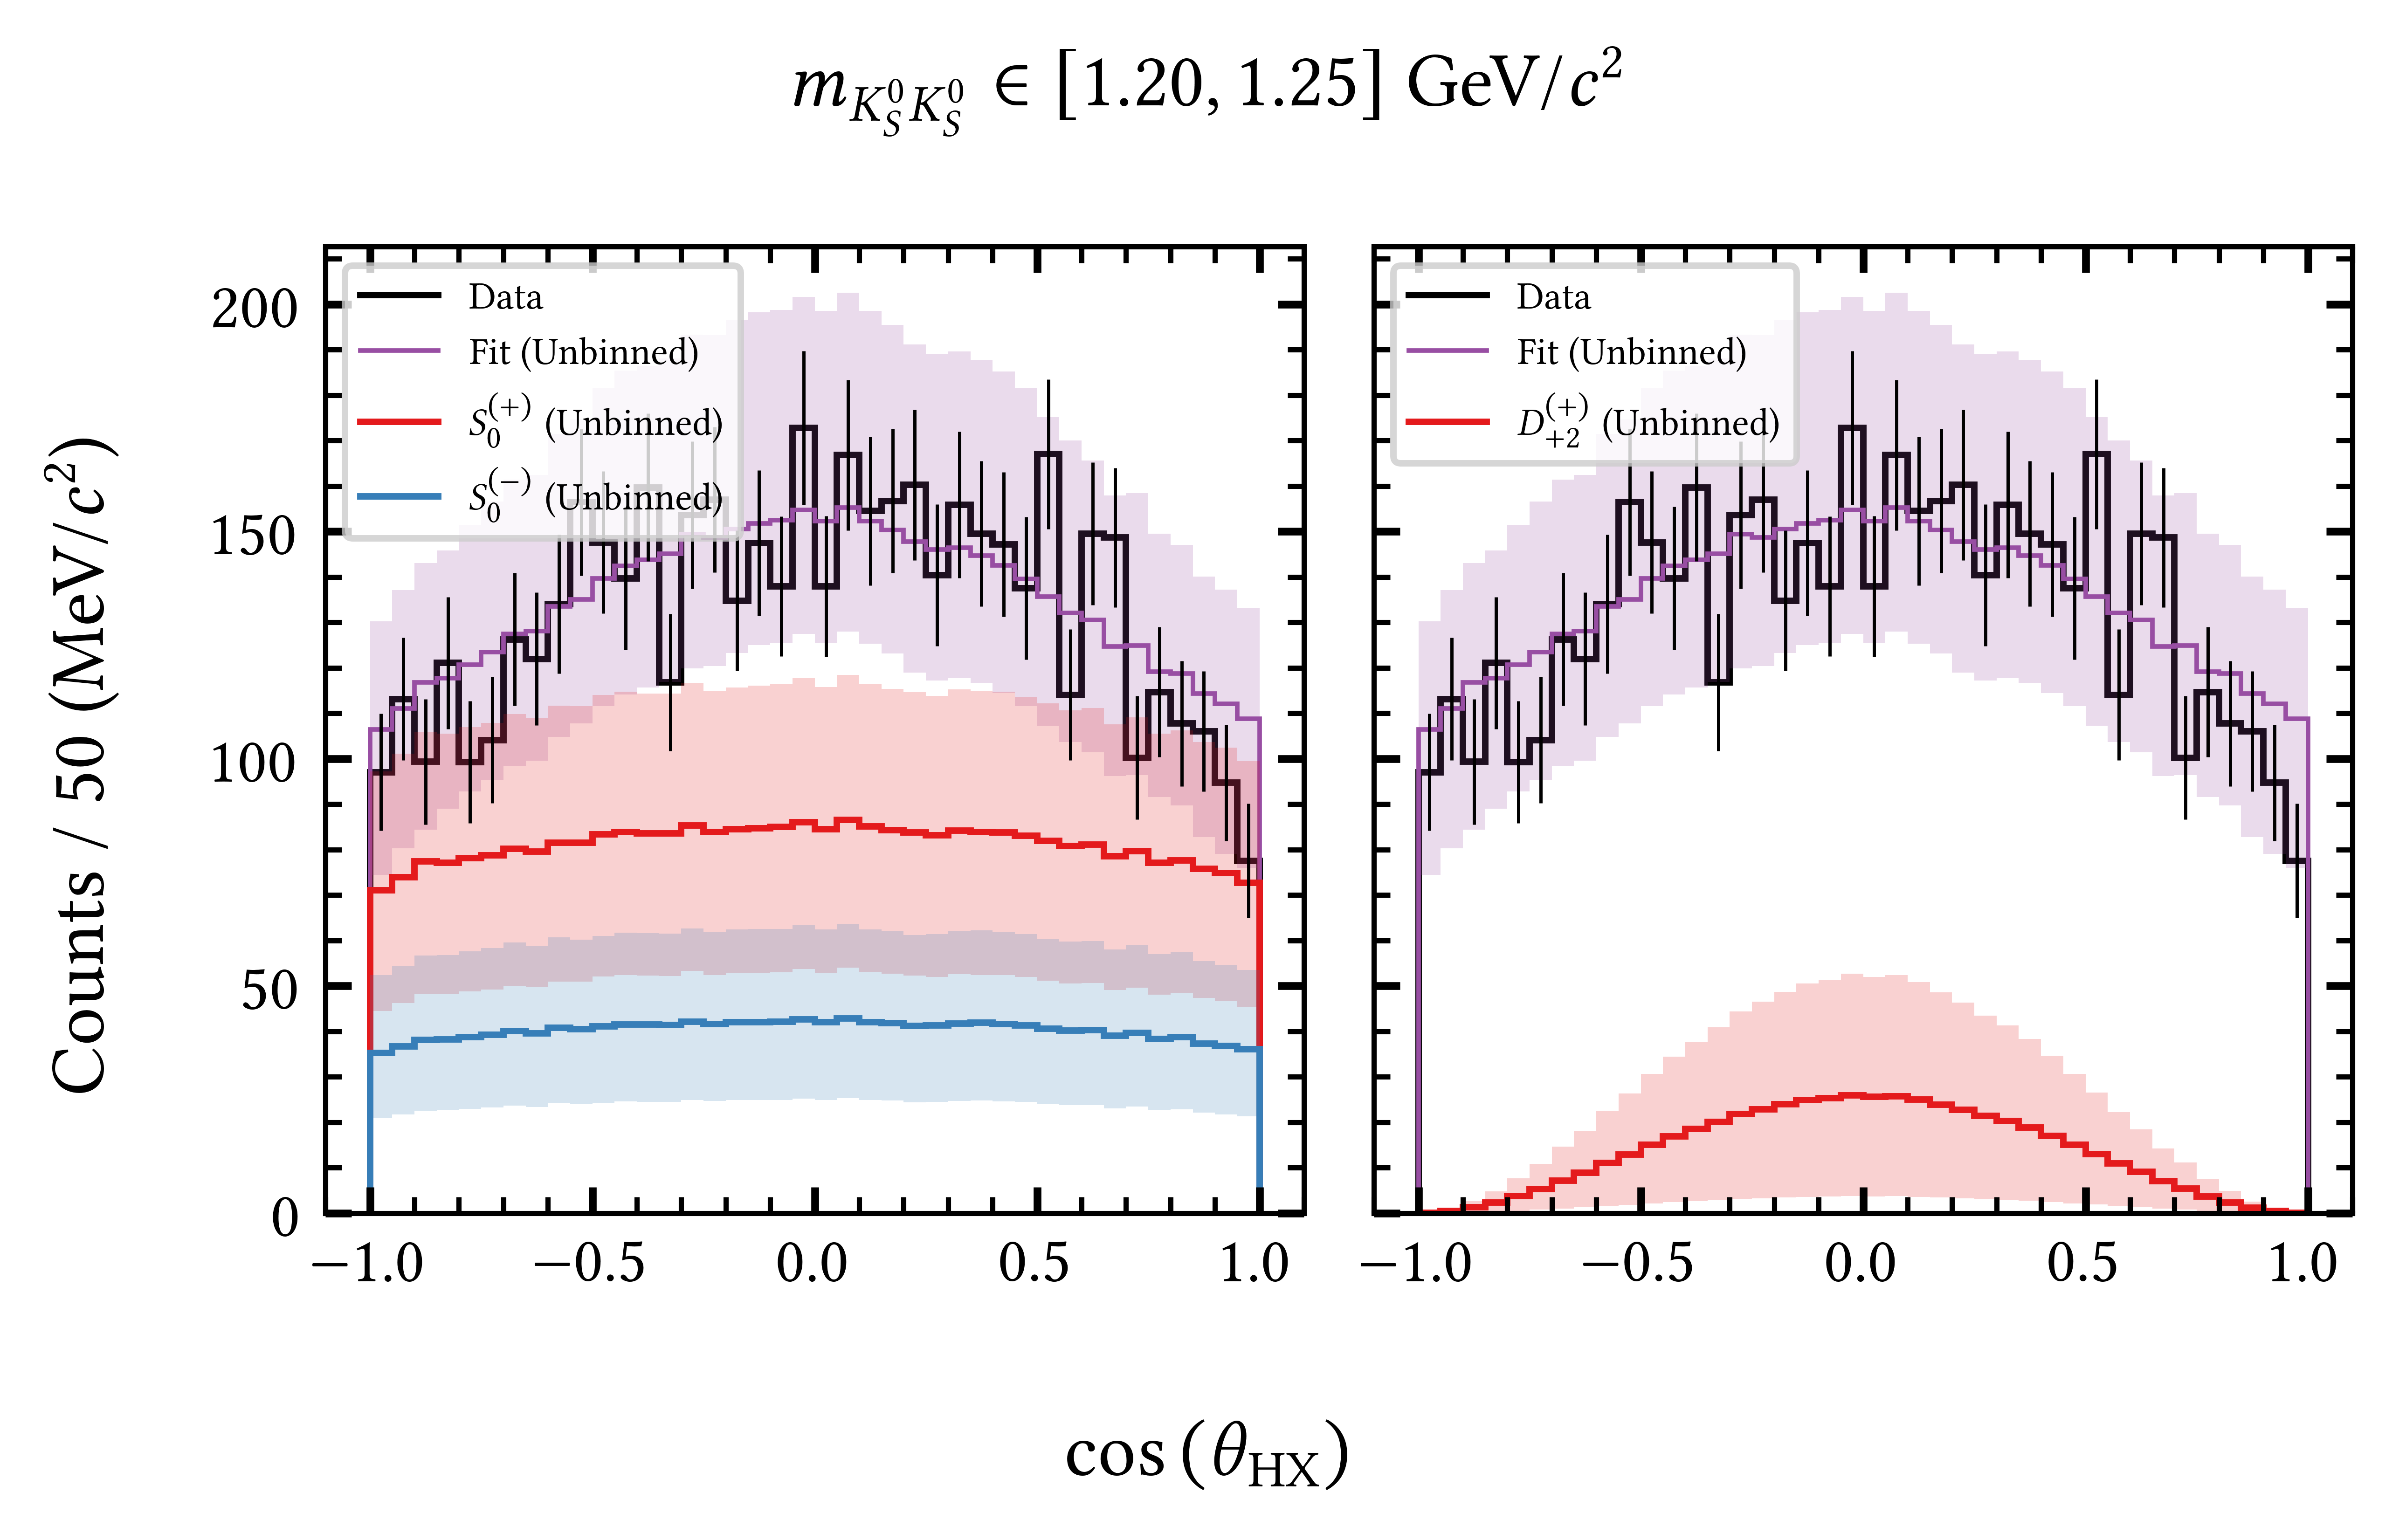 m_{K_S^0 K_S^0} ∈ [1.20, 1.25] GeV/c²
Counts / 50 (MeV/c²)
200
150
100
50
0
Data
Fit (Unbinned)
S_0^{(+)} (Unbinned)
S_0^{(−)} (Unbinned)
−1.0 −0.5 0.0 0.5 1.0
Data
Fit (Unbinned)
D_{+2}^{(+)} (Unbinned)
−1.0 −0.5 0.0 0.5 1.0
cos (θ_{HX})